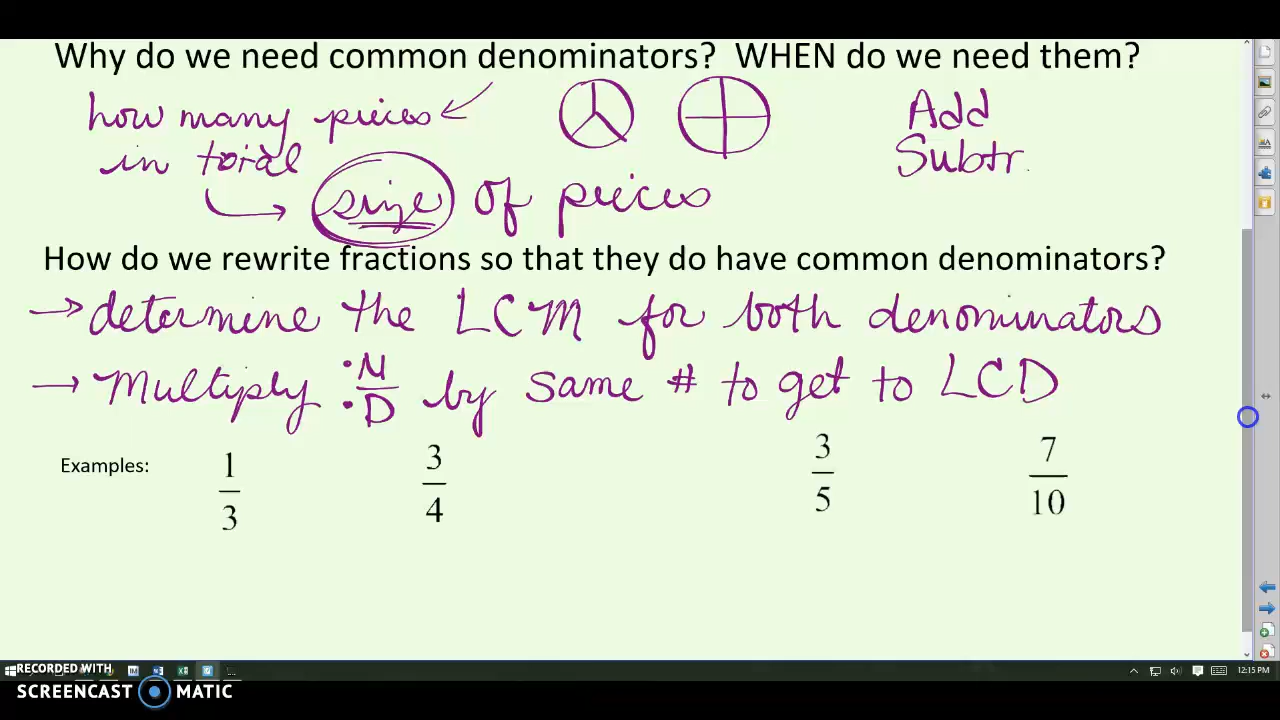 Why do we need common denominators? WHEN do we need them?
how many pieces
in total
Add
Subtr.
size of pieces
How do we rewrite fractions so that they do have common denominators?
→ determine the LCM for both denominators
→ Multiply •N/•D by same # to get to LCD
Examples: 1/3 3/4 3/5 7/10
RECORDED WITH
SCREENCAST MATIC
12:15 PM